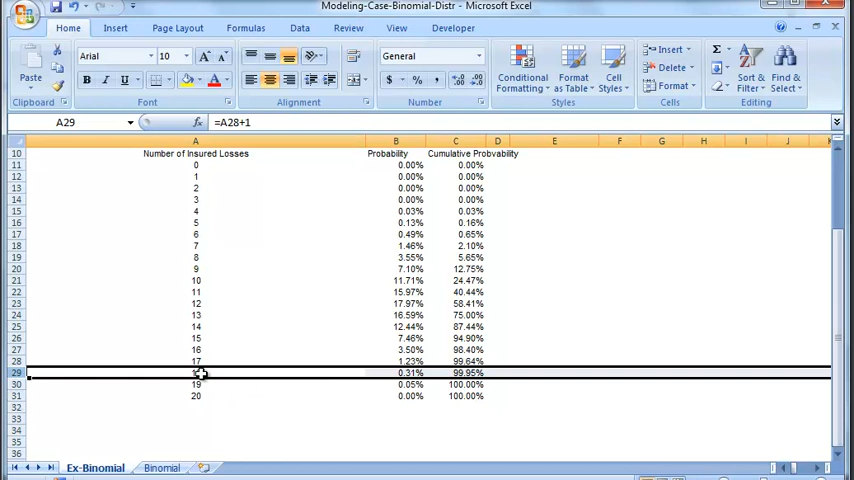 Modeling-Case-Binomial-Distr - Microsoft Excel
Home Insert Page Layout Formulas Data Review View Developer
Arial 10 General Insert Σ
Paste B I U $ % , Conditional Formatting Format as Table Cell Styles Delete Format Sort & Filter Find & Select
Clipboard Font Alignment Number Styles Cells Editing
A29 fx =A28+1
A B C D E F G H I J K
10 Number of Insured Losses Probability Cumulative Probvability
11 0 0.00% 0.00%
12 1 0.00% 0.00%
13 2 0.00% 0.00%
14 3 0.00% 0.00%
15 4 0.03% 0.03%
16 5 0.13% 0.16%
17 6 0.49% 0.65%
18 7 1.46% 2.10%
19 8 3.55% 5.65%
20 9 7.10% 12.75%
21 10 11.71% 24.47%
22 11 15.97% 40.44%
23 12 17.97% 58.41%
24 13 16.59% 75.00%
25 14 12.44% 87.44%
26 15 7.46% 94.90%
27 16 3.50% 98.40%
28 17 1.23% 99.64%
29 0.31% 99.95%
30 19 0.05% 100.00%
31 20 0.00% 100.00%
32
33
34
35
36
Ex-Binomial Binomial